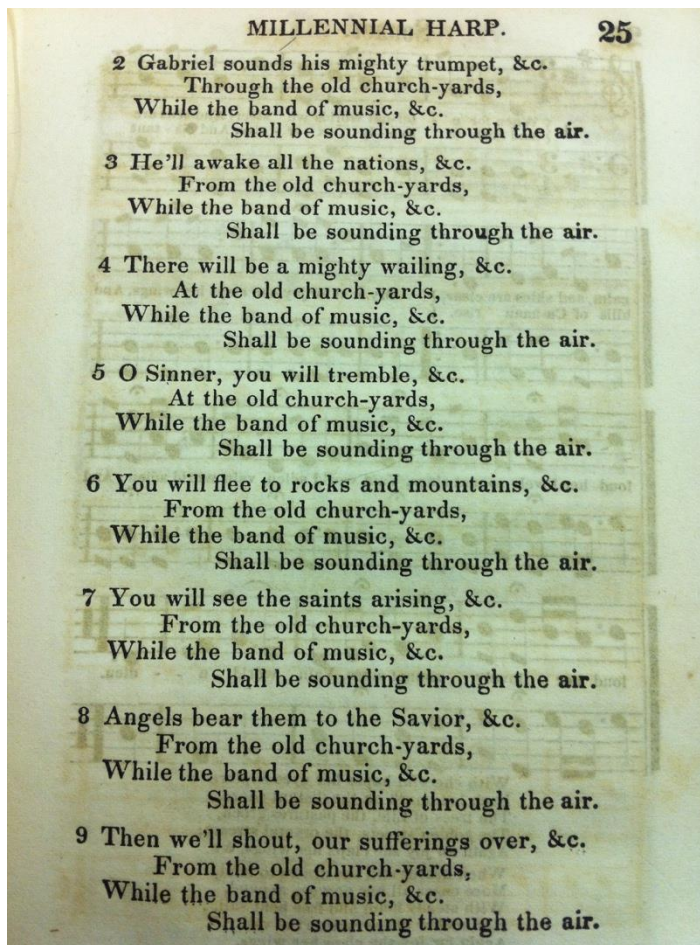 MILLENNIAL HARP. 25
2 Gabriel sounds his mighty trumpet, &c.
Through the old church-yards,
While the band of music, &c.
Shall be sounding through the air.
3 He'll awake all the nations, &c.
From the old church-yards,
While the band of music, &c.
Shall be sounding through the air.
4 There will be a mighty wailing, &c.
At the old church-yards,
While the band of music, &c.
Shall be sounding through the air.
5 O Sinner, you will tremble, &c.
At the old church-yards,
While the band of music, &c.
Shall be sounding through the air.
6 You will flee to rocks and mountains, &c.
From the old church-yards,
While the band of music, &c.
Shall be sounding through the air.
7 You will see the saints arising, &c.
From the old church-yards,
While the band of music, &c.
Shall be sounding through the air.
8 Angels bear them to the Savior, &c.
From the old church-yards,
While the band of music, &c.
Shall be sounding through the air.
9 Then we'll shout, our sufferings over, &c.
From the old church-yards,
While the band of music, &c.
Shall be sounding through the air.